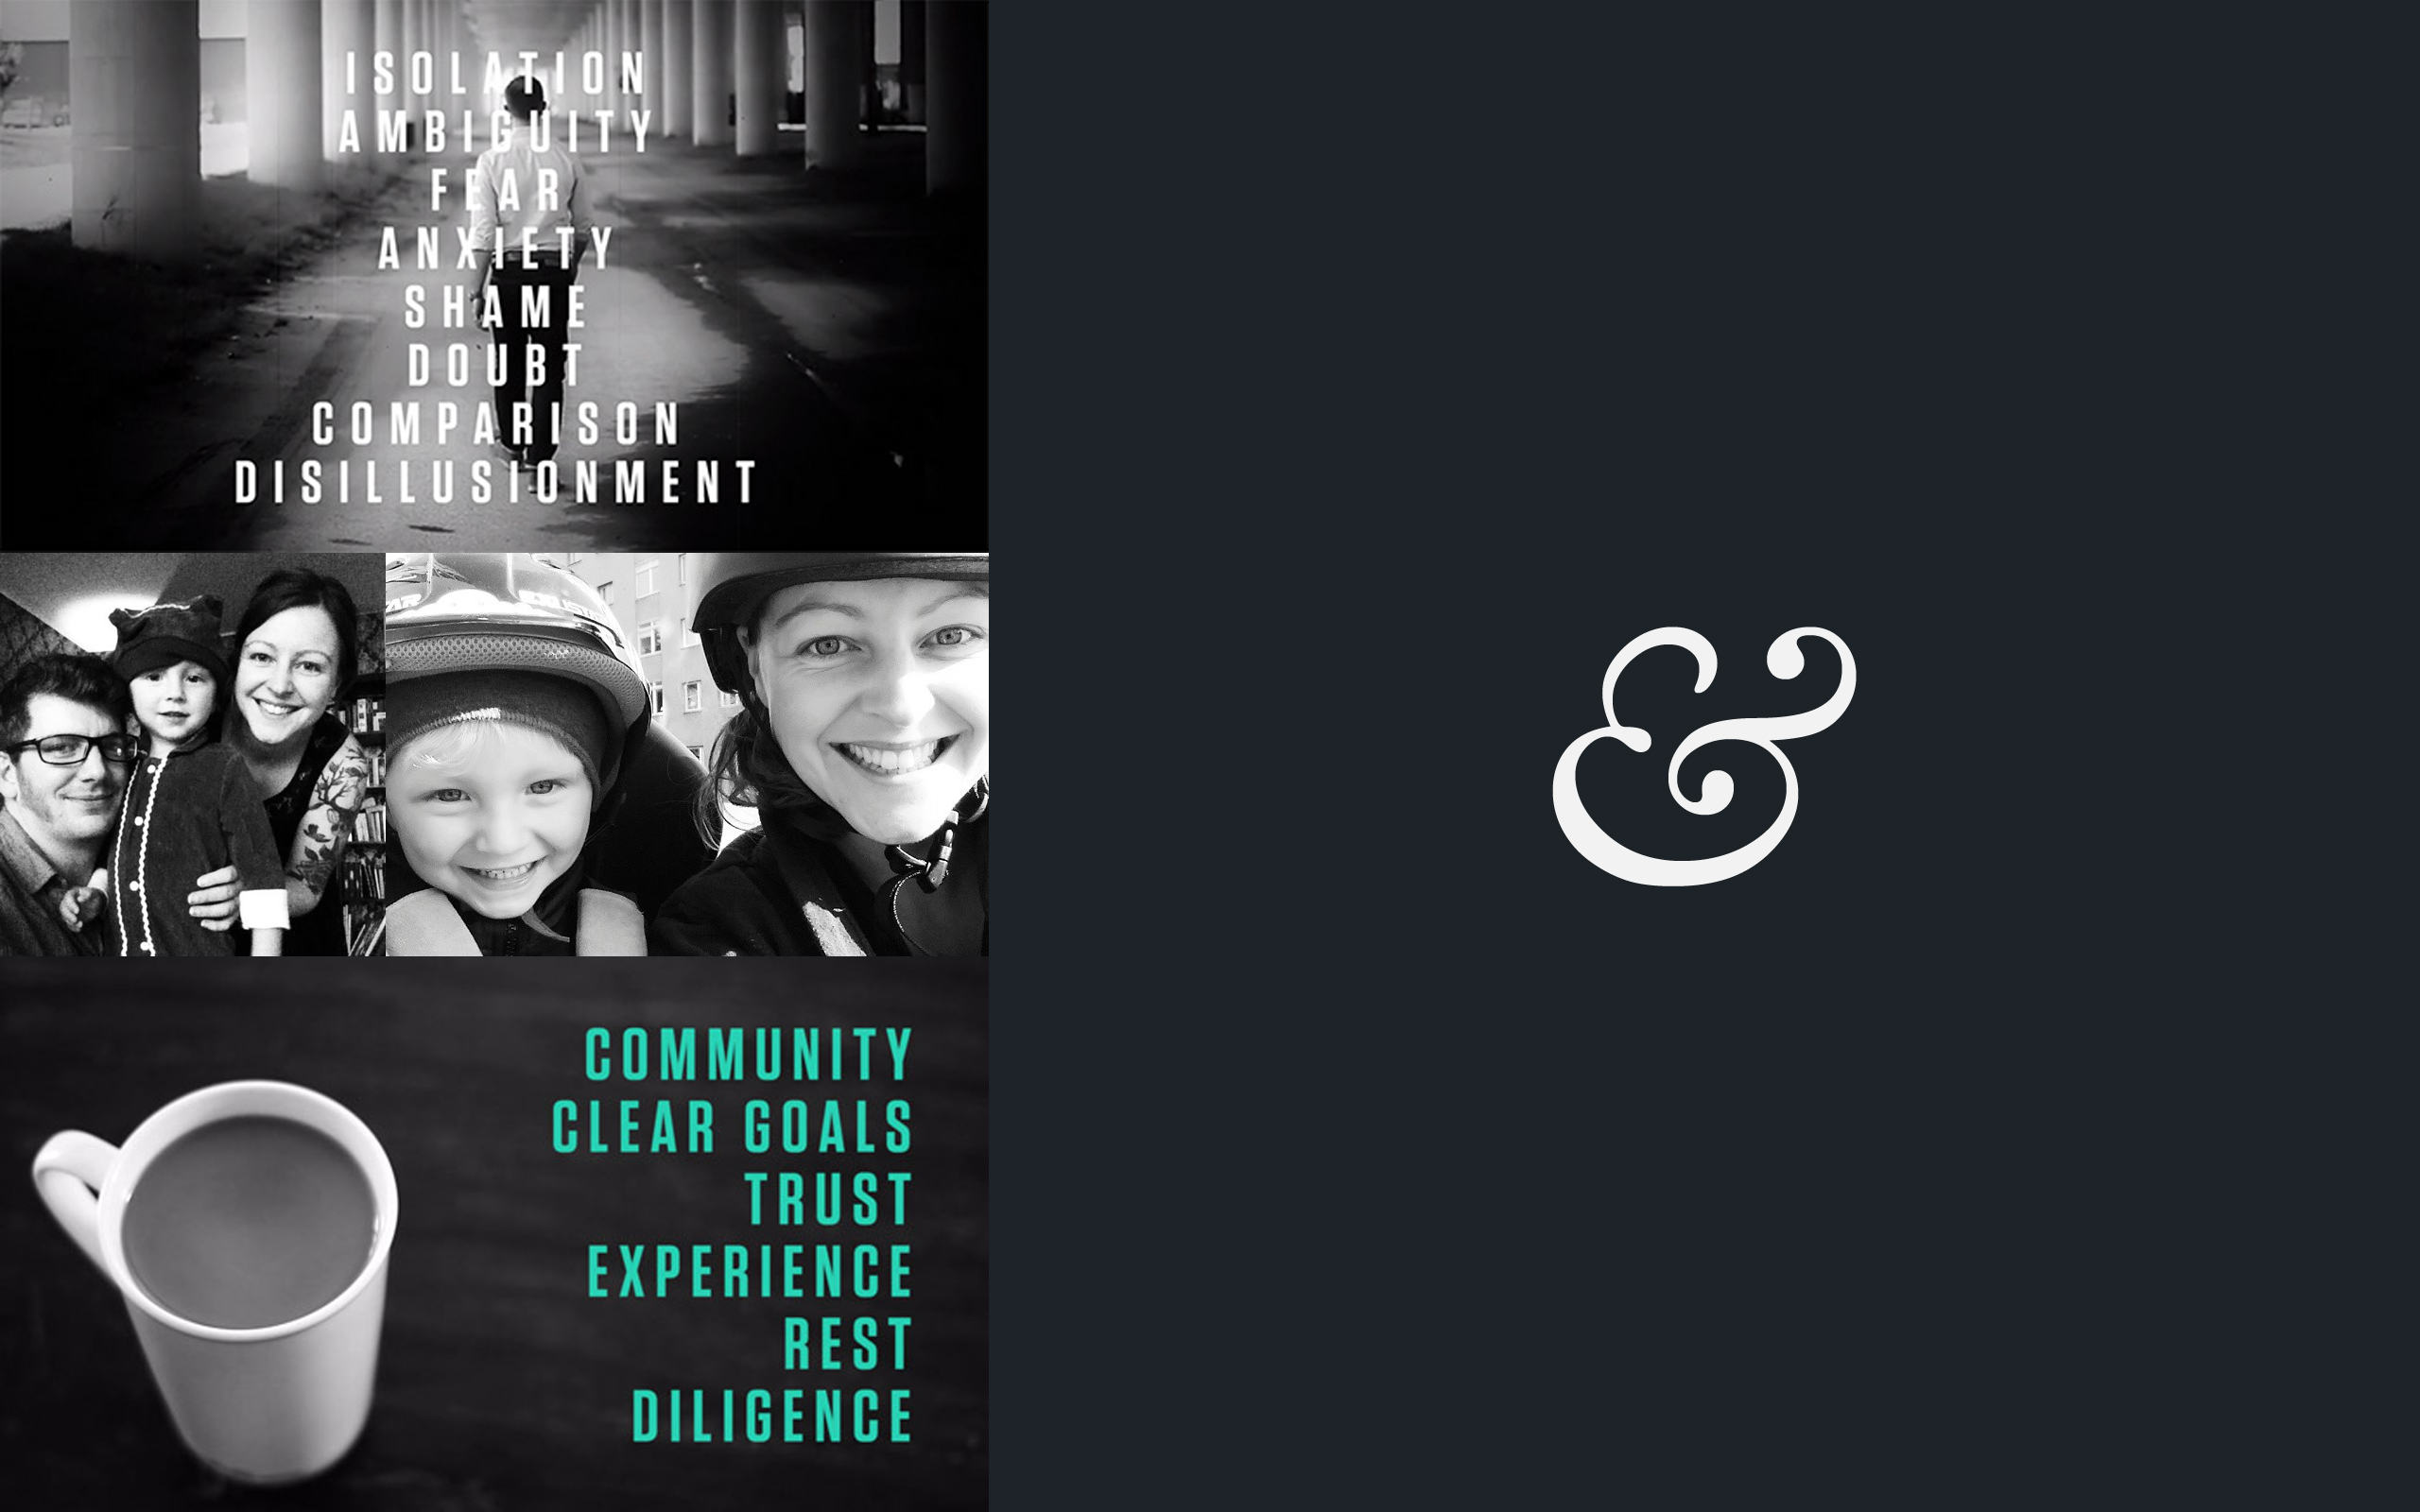 ISOLATION
AMBIGUITY
FEAR
ANXIETY
SHAME
DOUBT
COMPARISON
DISILLUSIONMENT
COMMUNITY
CLEAR GOALS
TRUST
EXPERIENCE
REST
DILIGENCE
&